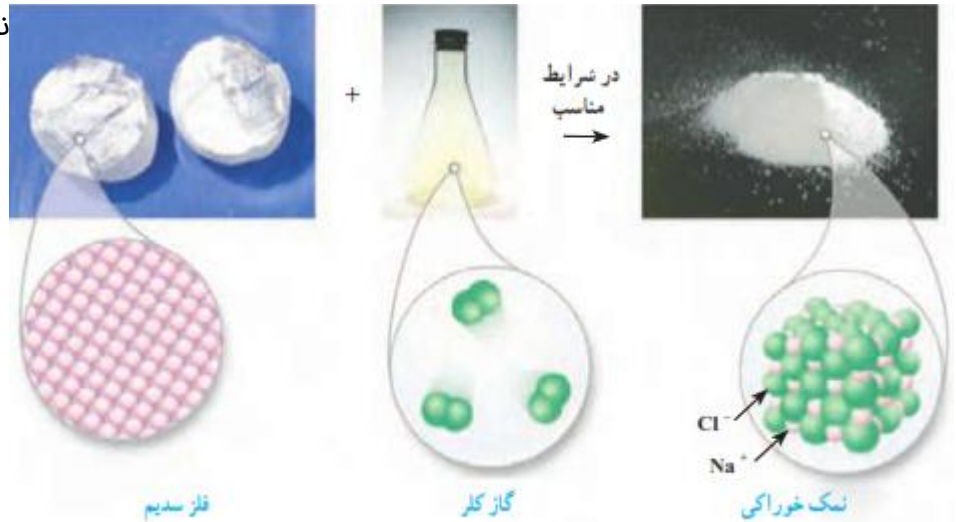 +
در شرایط
مناسب
Cl⁻
Na⁺
فلز سدیم
گاز کلر
نمک خوراکی